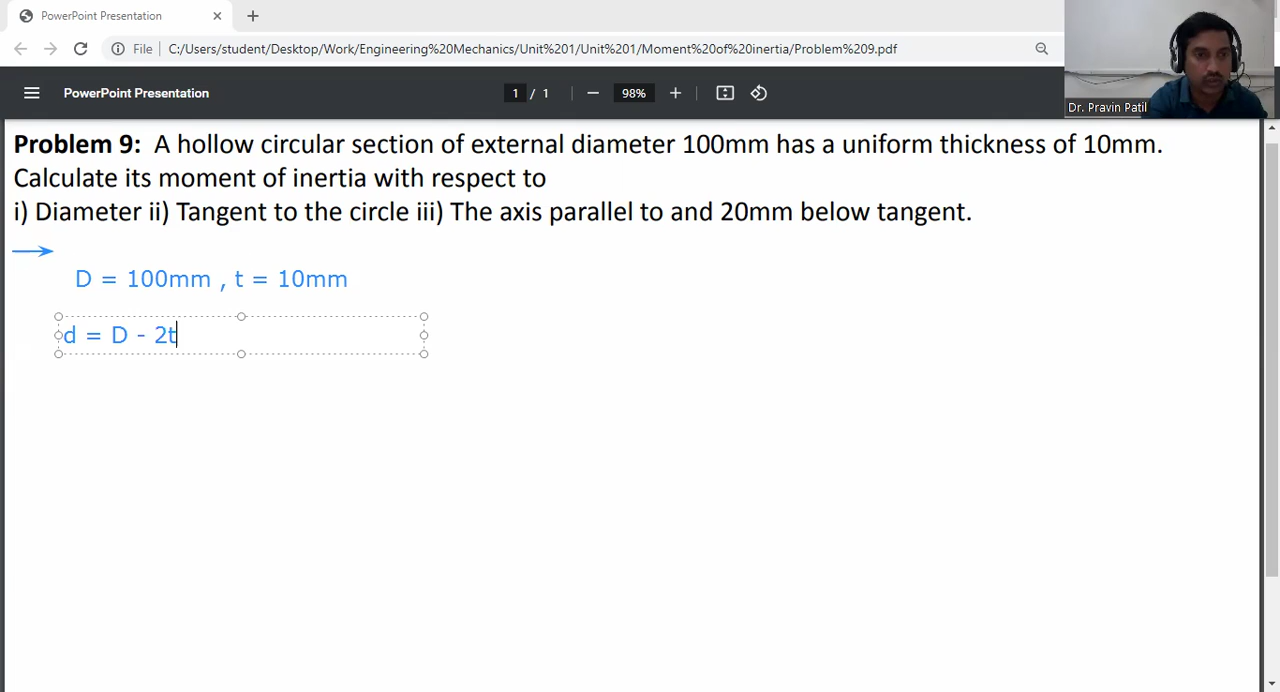 PowerPoint Presentation
File C:/Users/student/Desktop/Work/Engineering%20Mechanics/Unit%201/Unit%201/Moment%20of%20inertia/Problem%209.pdf
PowerPoint Presentation 1 / 1 98%
Dr. Pravin Patil
Problem 9: A hollow circular section of external diameter 100mm has a uniform thickness of 10mm.
Calculate its moment of inertia with respect to
i) Diameter ii) Tangent to the circle iii) The axis parallel to and 20mm below tangent.
D = 100mm , t = 10mm
d = D - 2t